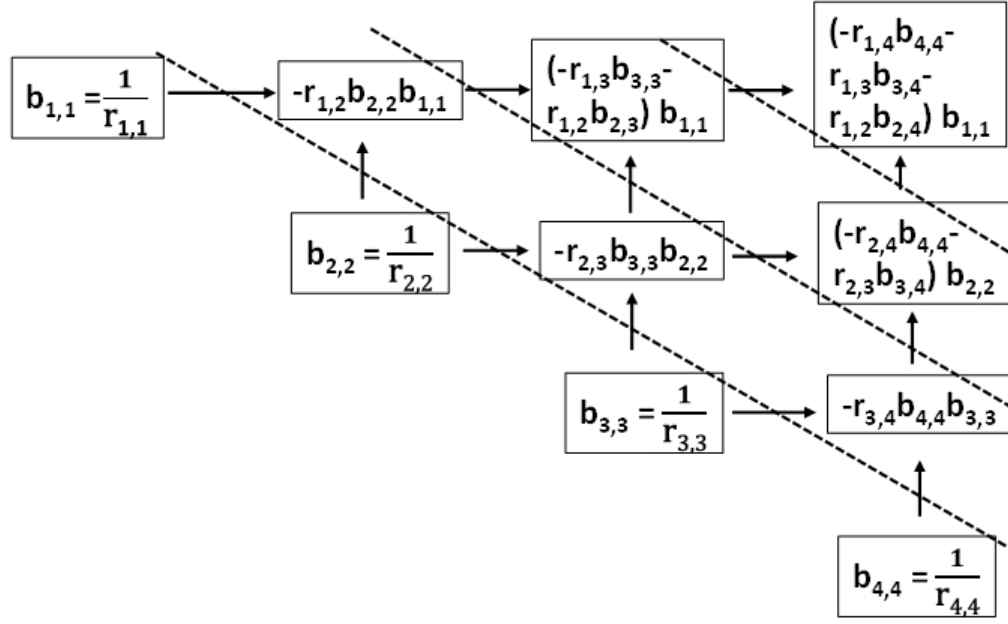 b₁,₁ = 1/r₁,₁
-r₁,₂b₂,₂b₁,₁
(-r₁,₃b₃,₃-
r₁,₂b₂,₃) b₁,₁
(-r₁,₄b₄,₄-
r₁,₃b₃,₄-
r₁,₂b₂,₄) b₁,₁
b₂,₂ = 1/r₂,₂
-r₂,₃b₃,₃b₂,₂
(-r₂,₄b₄,₄-
r₂,₃b₃,₄) b₂,₂
b₃,₃ = 1/r₃,₃
-r₃,₄b₄,₄b₃,₃
b₄,₄ = 1/r₄,₄